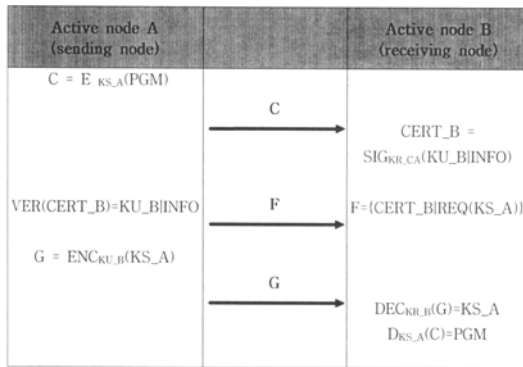 Active node A
(sending node)
Active node B
(receiving node)
C = E KS_A(PGM)
C
CERT_B =
SIGKR_CA(KU_B|INFO)
VER(CERT_B)=KU_B|INFO
F
F={CERT_B|REQ(KS_A)}
G = ENCKU_B(KS_A)
G
DECKR_B(G)=KS_A
DKS_A(C)=PGM